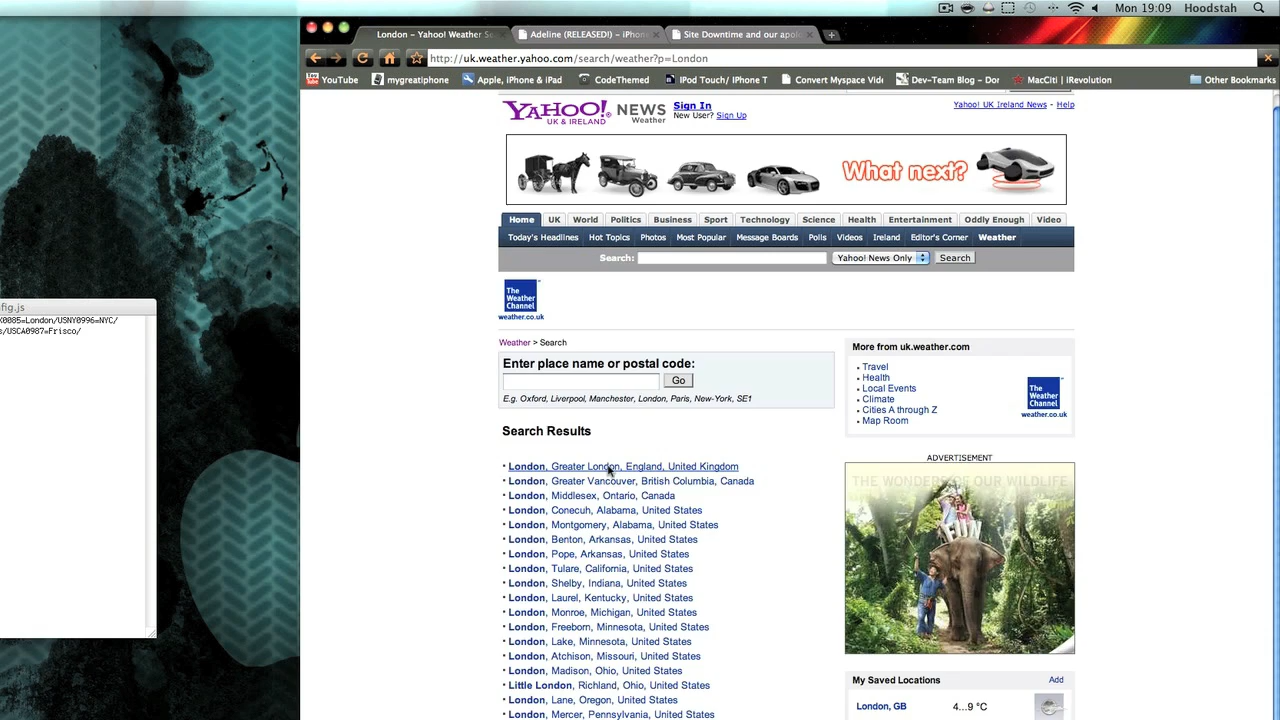 Mon 19:09 Hoodstah
London – Yahoo! Weather Se
Adeline (RELEASED!) – iPhon
Site Downtime and our apol
http://uk.weather.yahoo.com/search/weather?p=London
YouTube mygreatiphone Apple, iPhone & iPad CodeThemed IPod Touch/ IPhone T Convert Myspace Vide Dev-Team Blog – Dor MacCiti | iRevolution Other Bookmarks
YAHOO! NEWS Sign In
UK & IRELAND Weather New User? Sign Up
Yahoo! UK Ireland News - Help
What next?
Home UK World Politics Business Sport Technology Science Health Entertainment Oddly Enough Video
Today's Headlines Hot Topics Photos Most Popular Message Boards Polls Videos Ireland Editor's Corner Weather
Search: Yahoo! News Only Search
The
Weather
Channel
weather.co.uk
fig.js
0085=London/USNY0996=NYC/
/USCA0987=Frisco/
Weather > Search
Enter place name or postal code:
Go
E.g. Oxford, Liverpool, Manchester, London, Paris, New-York, SE1
Search Results
London, Greater London, England, United Kingdom
London, Greater Vancouver, British Columbia, Canada
London, Middlesex, Ontario, Canada
London, Conecuh, Alabama, United States
London, Montgomery, Alabama, United States
London, Benton, Arkansas, United States
London, Pope, Arkansas, United States
London, Tulare, California, United States
London, Shelby, Indiana, United States
London, Laurel, Kentucky, United States
London, Monroe, Michigan, United States
London, Freeborn, Minnesota, United States
London, Lake, Minnesota, United States
London, Atchison, Missouri, United States
London, Madison, Ohio, United States
Little London, Richland, Ohio, United States
London, Lane, Oregon, United States
London, Mercer, Pennsylvania, United States
More from uk.weather.com
Travel
Health
Local Events
Climate
Cities A through Z
Map Room
The
Weather
Channel
weather.co.uk
ADVERTISEMENT
THE WONDERS OF OUR WILDLIFE
My Saved Locations Add
London, GB 4...9 °C